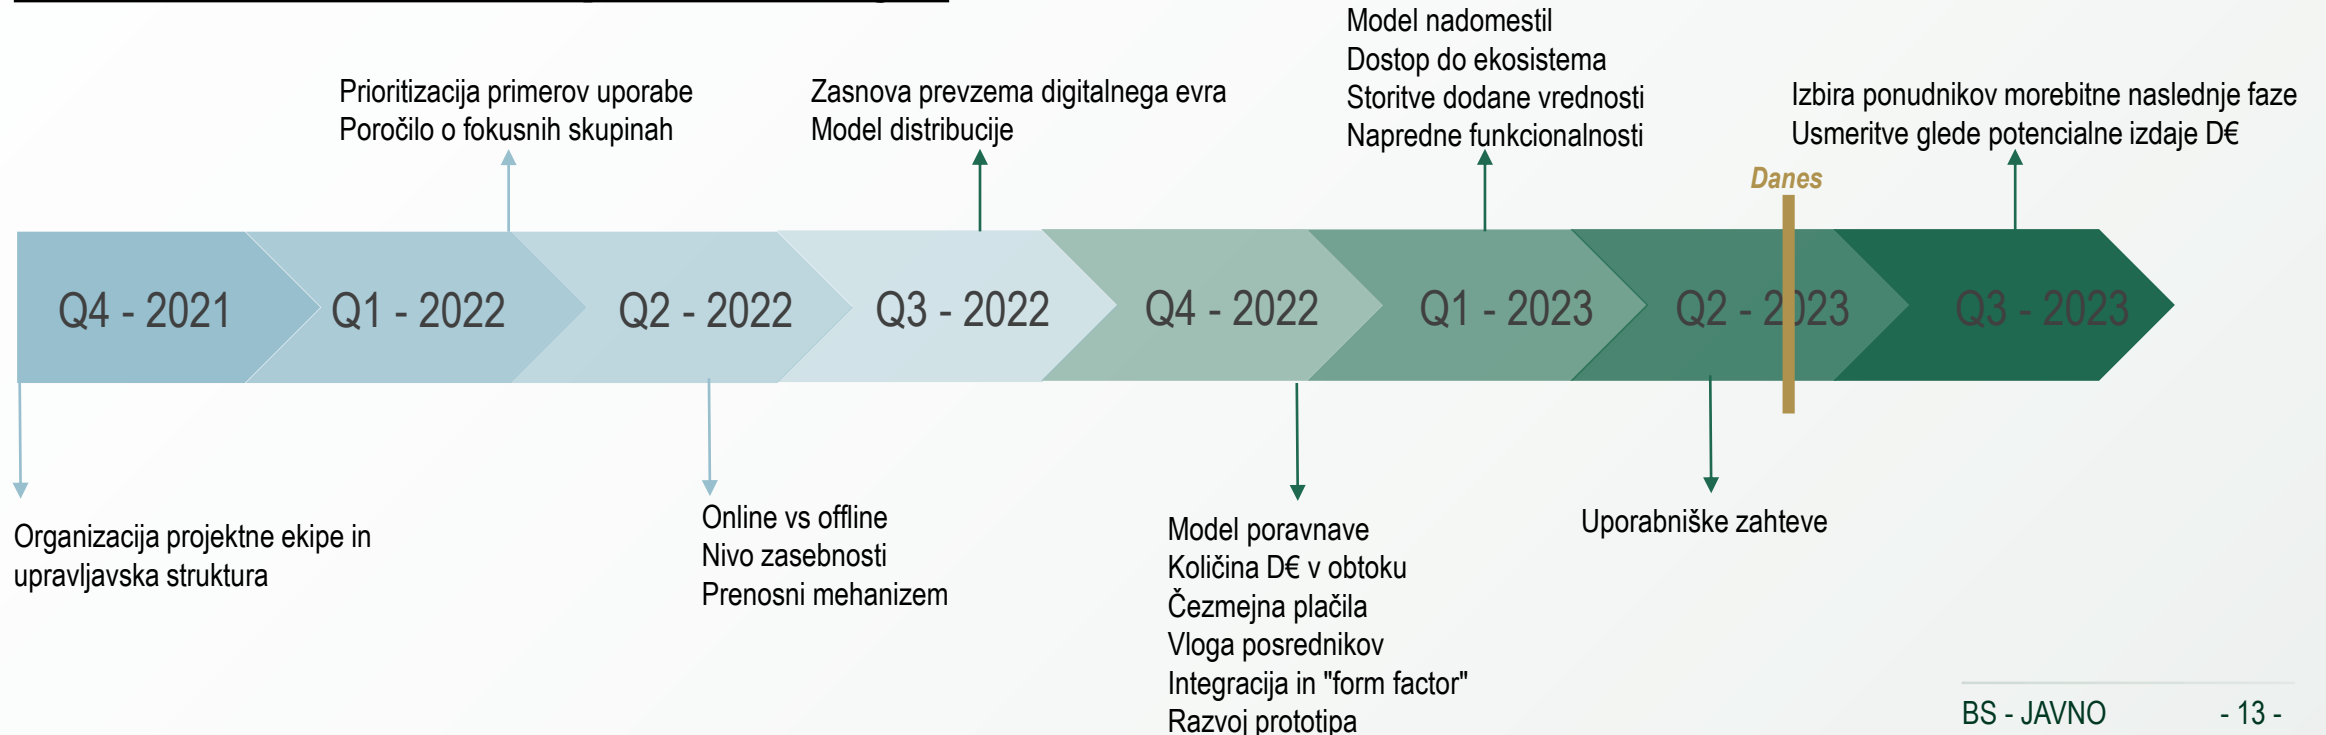 Model nadomestil
Dostop do ekosistema
Storitve dodane vrednosti
Napredne funkcionalnosti
Prioritizacija primerov uporabe
Poročilo o fokusnih skupinah
Zasnova prevzema digitalnega evra
Model distribucije
Izbira ponudnikov morebitne naslednje faze
Usmeritve glede potencialne izdaje D€
Danes
Q4 - 2021
Q1 - 2022
Q2 - 2022
Q3 - 2022
Q4 - 2022
Q1 - 2023
Q2 - 2023
Q3 - 2023
Organizacija projektne ekipe in
upravljavska struktura
Online vs offline
Nivo zasebnosti
Prenosni mehanizem
Model poravnave
Količina D€ v obtoku
Čezmejna plačila
Vloga posrednikov
Integracija in "form factor"
Razvoj prototipa
Uporabniške zahteve
BS - JAVNO
- 13 -